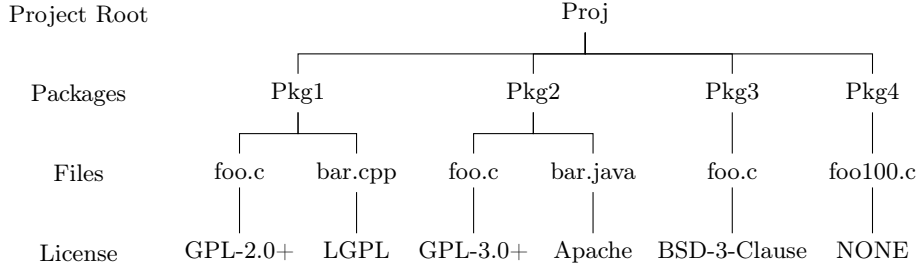 Project Root Proj
Packages Pkg1 Pkg2 Pkg3 Pkg4
Files foo.c bar.cpp foo.c bar.java foo.c foo100.c
License GPL-2.0+ LGPL GPL-3.0+ Apache BSD-3-Clause NONE